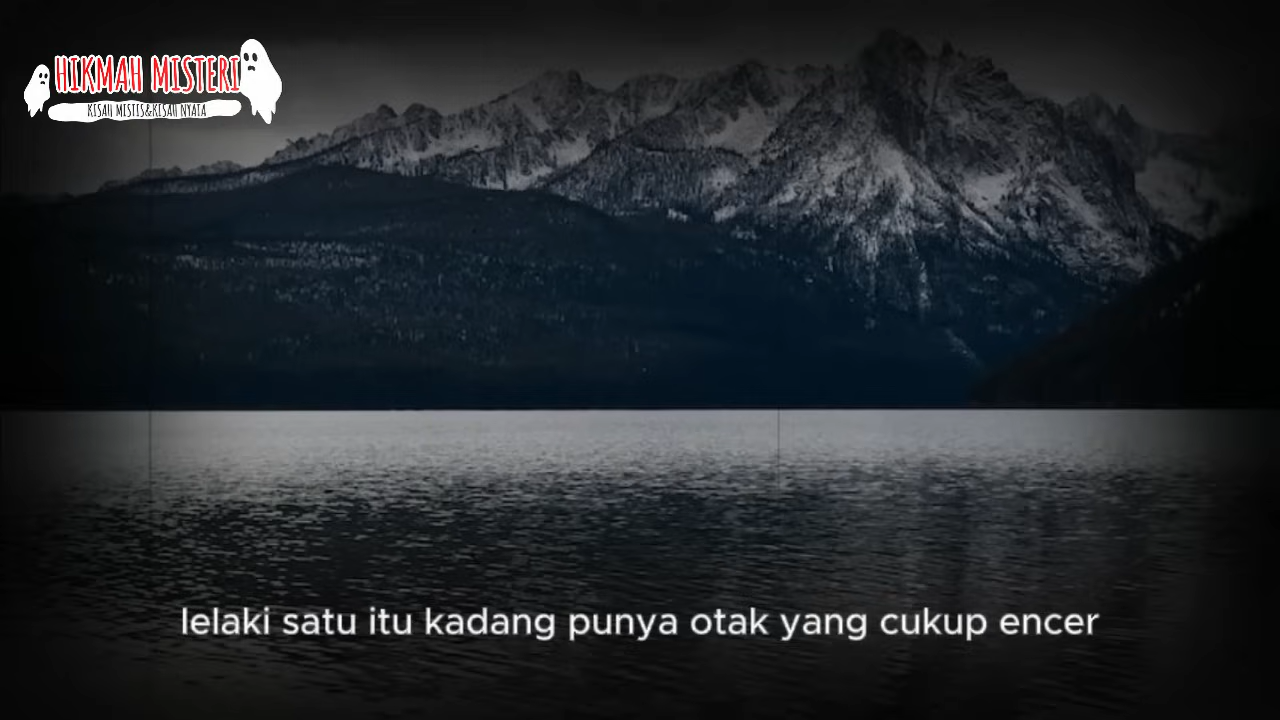 HIKMAH MISTERI
KISAH MISTIS&KISAH NYATA
lelaki satu itu kadang punya otak yang cukup encer